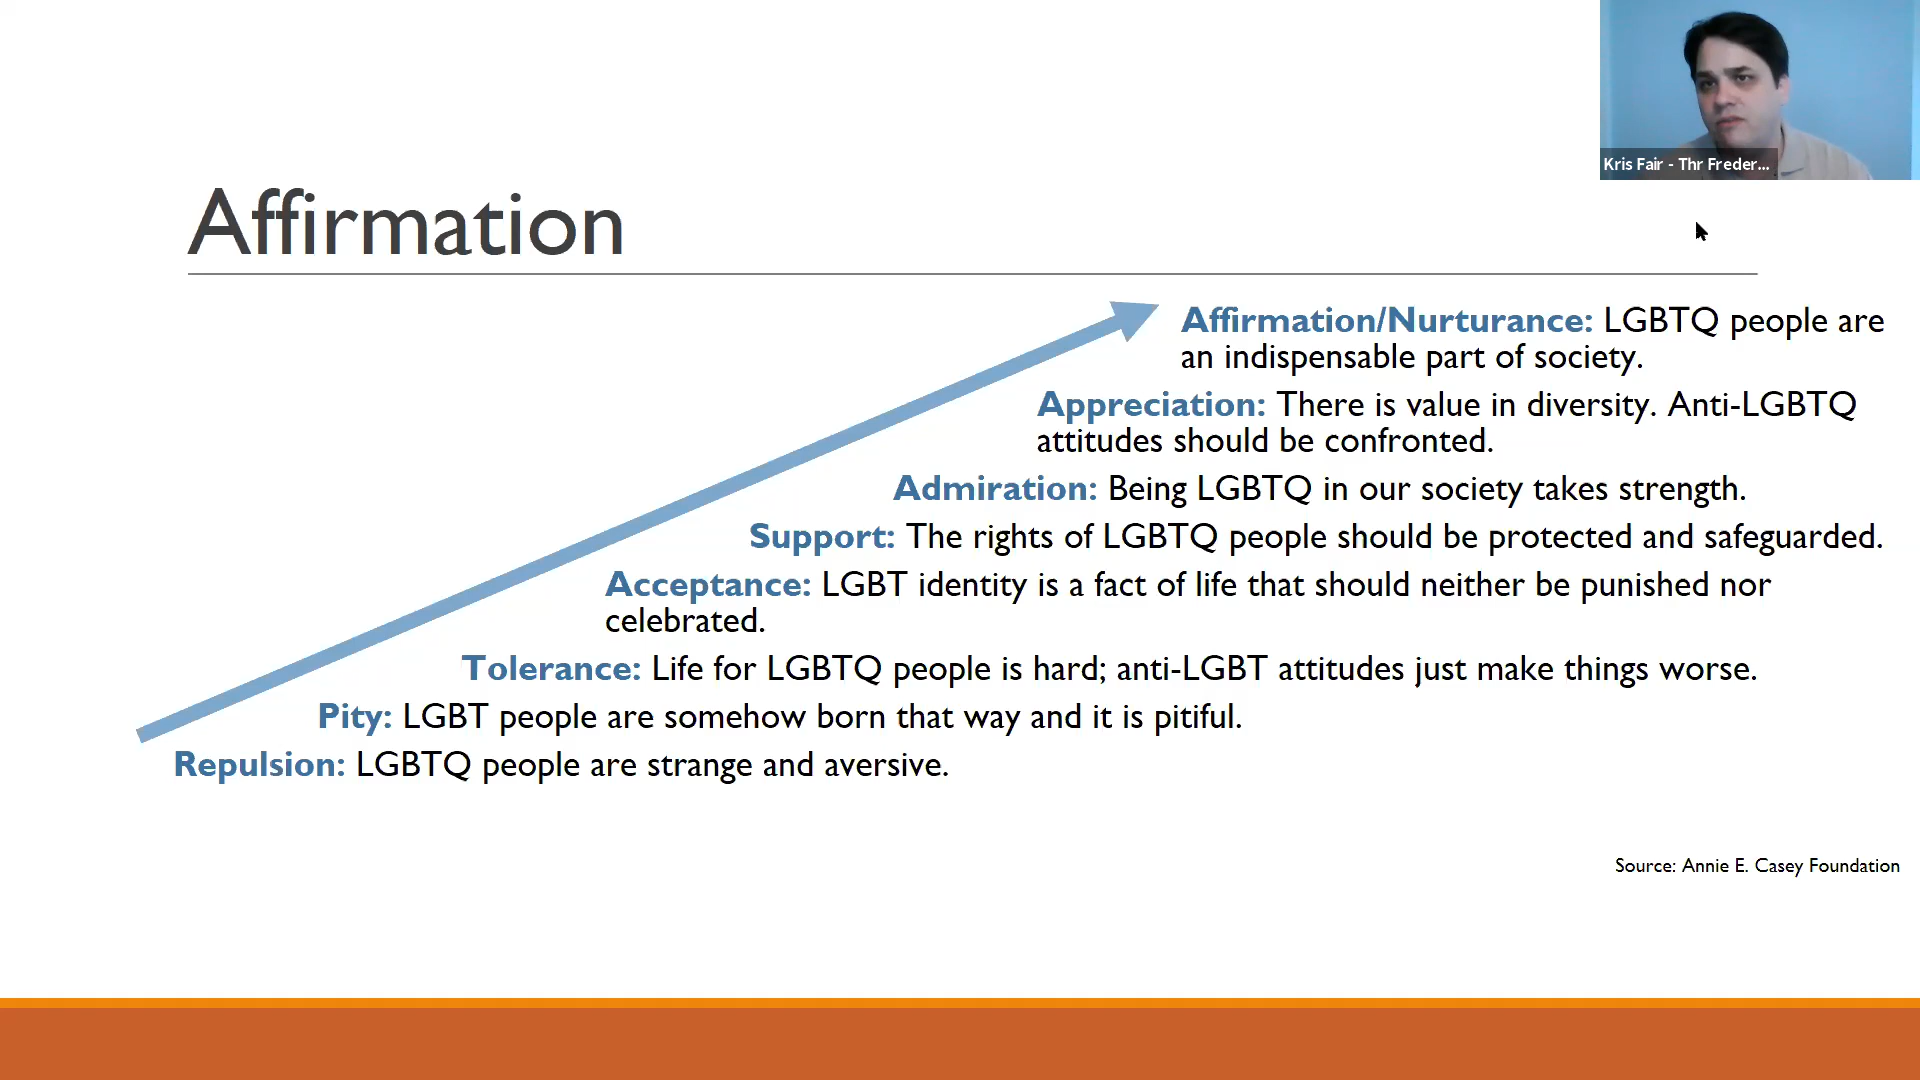 Kris Fair - Thr Freder...
Affirmation
Affirmation/Nurturance: LGBTQ people are
an indispensable part of society.
Appreciation: There is value in diversity. Anti-LGBTQ
attitudes should be confronted.
Admiration: Being LGBTQ in our society takes strength.
Support: The rights of LGBTQ people should be protected and safeguarded.
Acceptance: LGBT identity is a fact of life that should neither be punished nor
celebrated.
Tolerance: Life for LGBTQ people is hard; anti-LGBT attitudes just make things worse.
Pity: LGBT people are somehow born that way and it is pitiful.
Repulsion: LGBTQ people are strange and aversive.
Source: Annie E. Casey Foundation